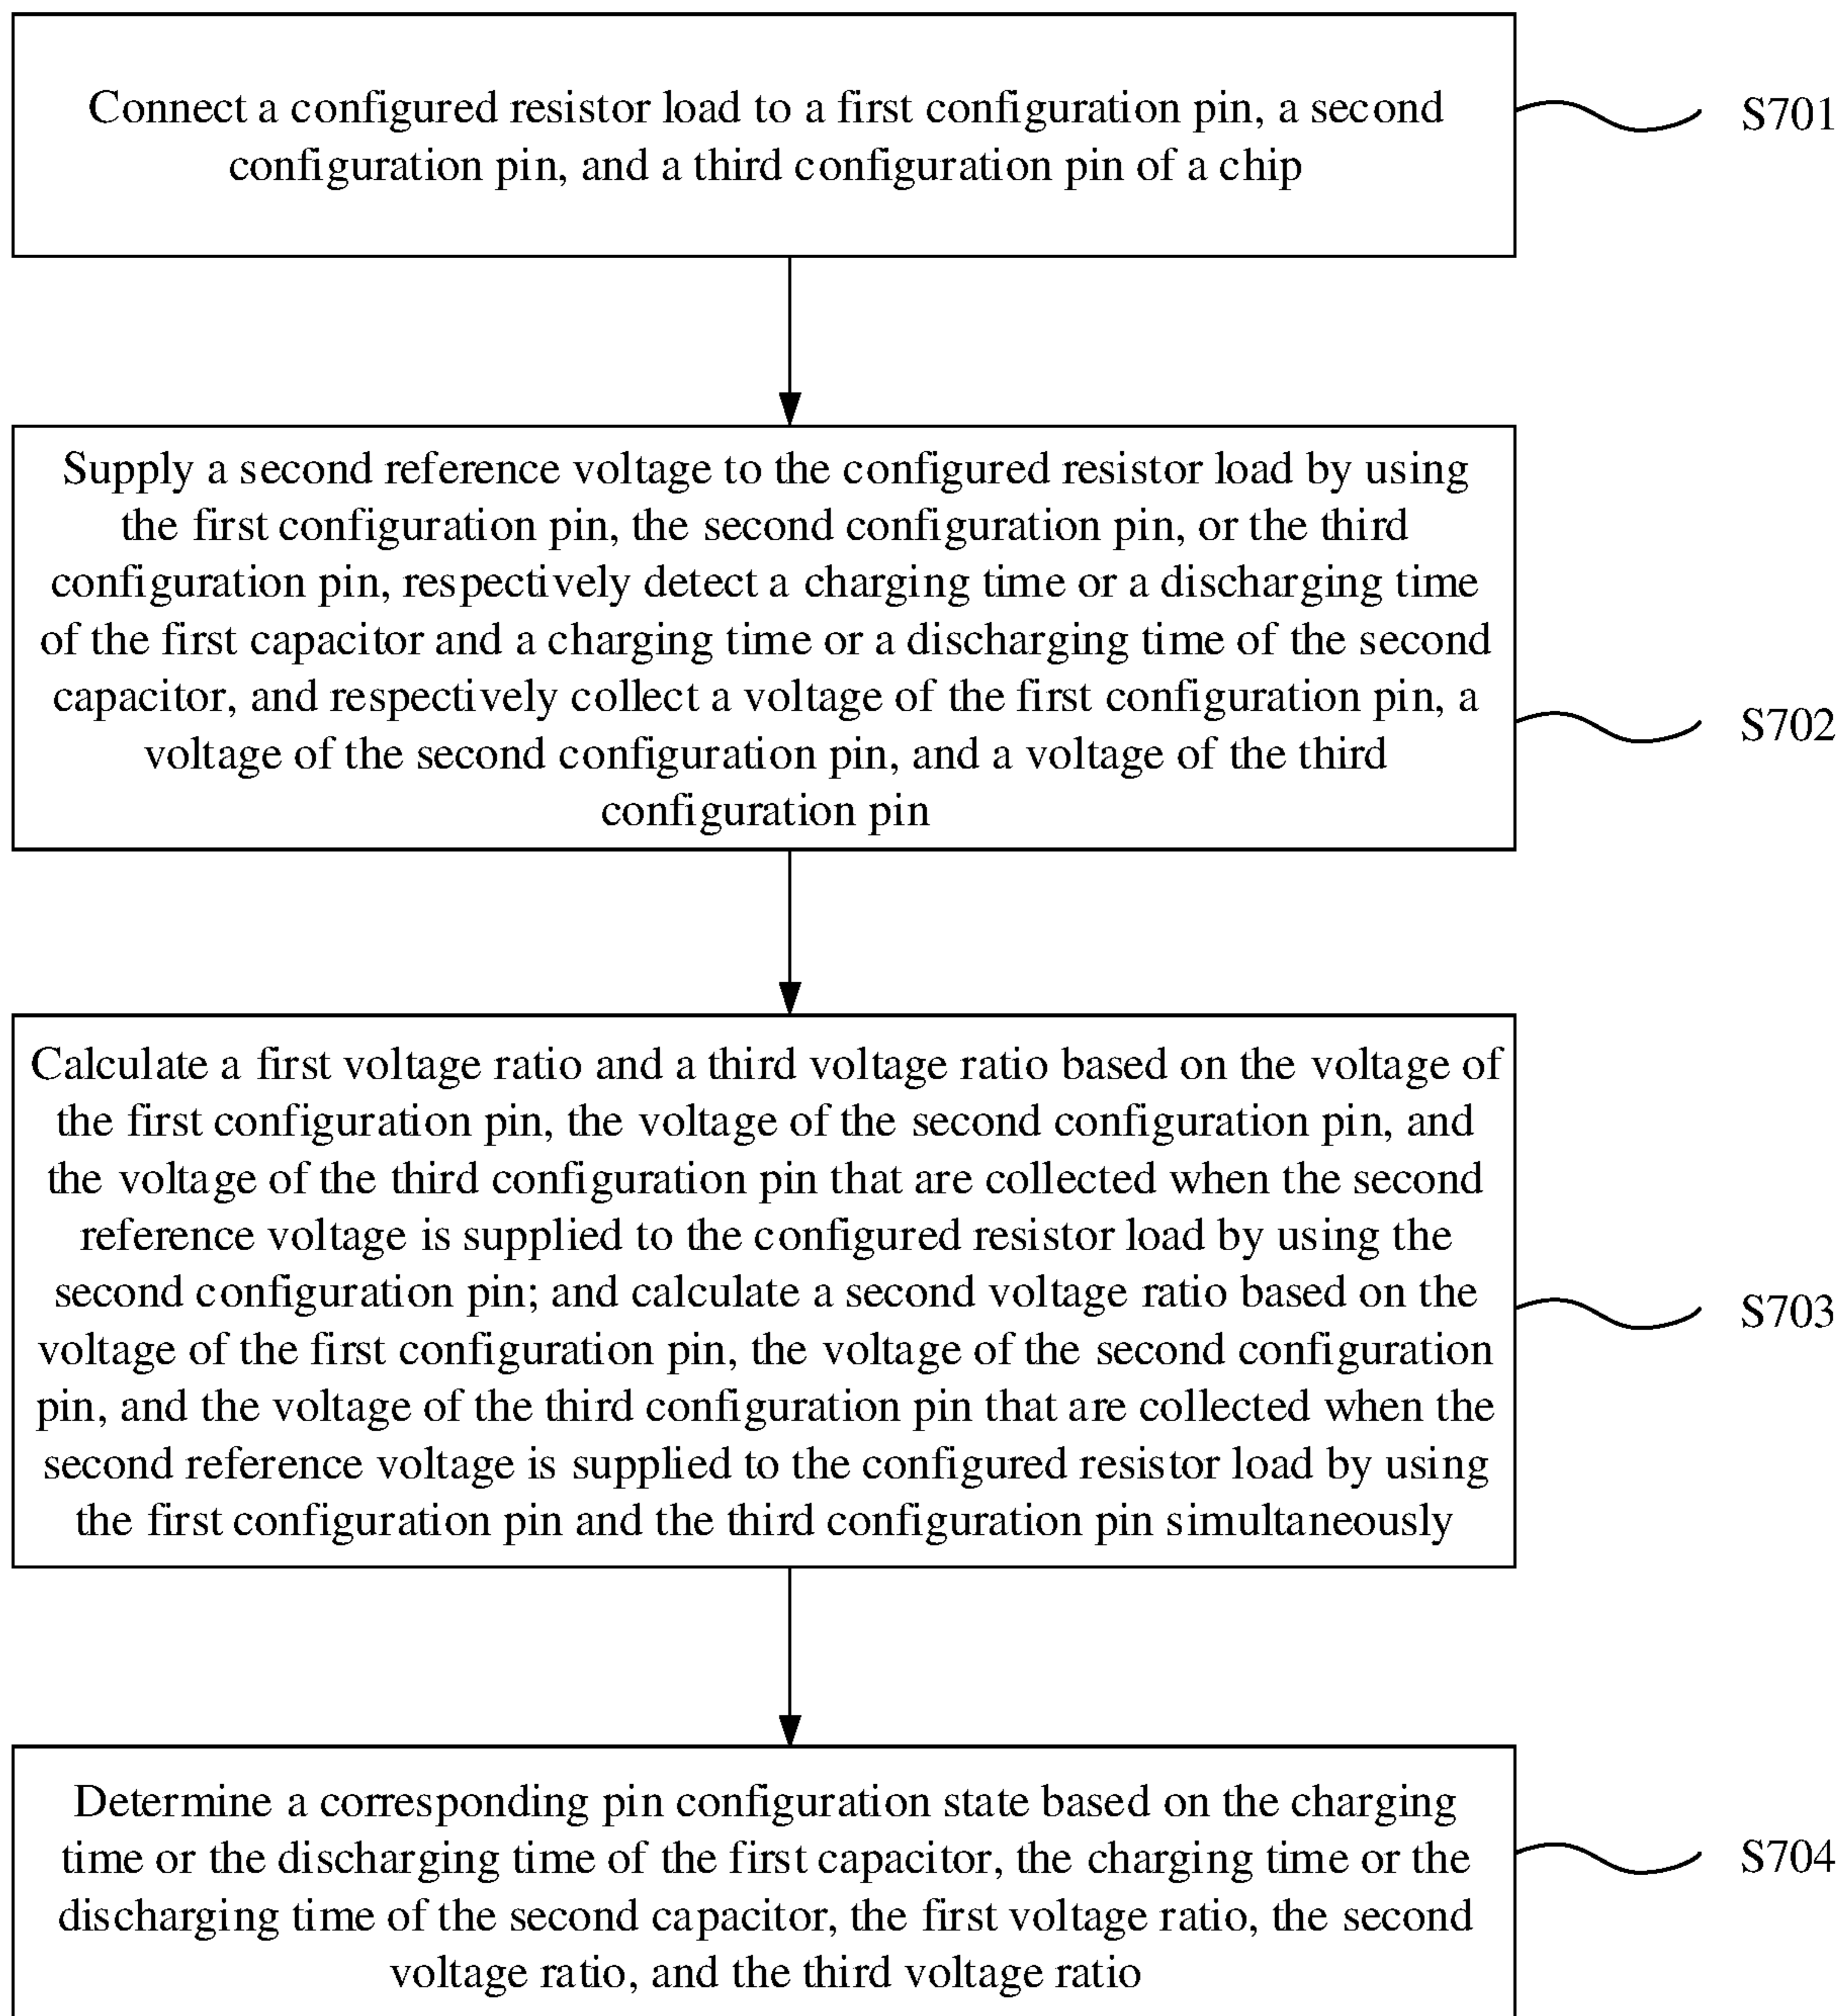 Connect a configured resistor load to a first configuration pin, a second
configuration pin, and a third configuration pin of a chip
S701
Supply a second reference voltage to the configured resistor load by using
the first configuration pin, the second configuration pin, or the third
configuration pin, respectively detect a charging time or a discharging time
of the first capacitor and a charging time or a discharging time of the second
capacitor, and respectively collect a voltage of the first configuration pin, a
voltage of the second configuration pin, and a voltage of the third
configuration pin
S702
Calculate a first voltage ratio and a third voltage ratio based on the voltage of
the first configuration pin, the voltage of the second configuration pin, and
the voltage of the third configuration pin that are collected when the second
reference voltage is supplied to the configured resistor load by using the
second configuration pin; and calculate a second voltage ratio based on the
voltage of the first configuration pin, the voltage of the second configuration
pin, and the voltage of the third configuration pin that are collected when the
second reference voltage is supplied to the configured resistor load by using
the first configuration pin and the third configuration pin simultaneously
S703
Determine a corresponding pin configuration state based on the charging
time or the discharging time of the first capacitor, the charging time or the
discharging time of the second capacitor, the first voltage ratio, the second
voltage ratio, and the third voltage ratio
S704